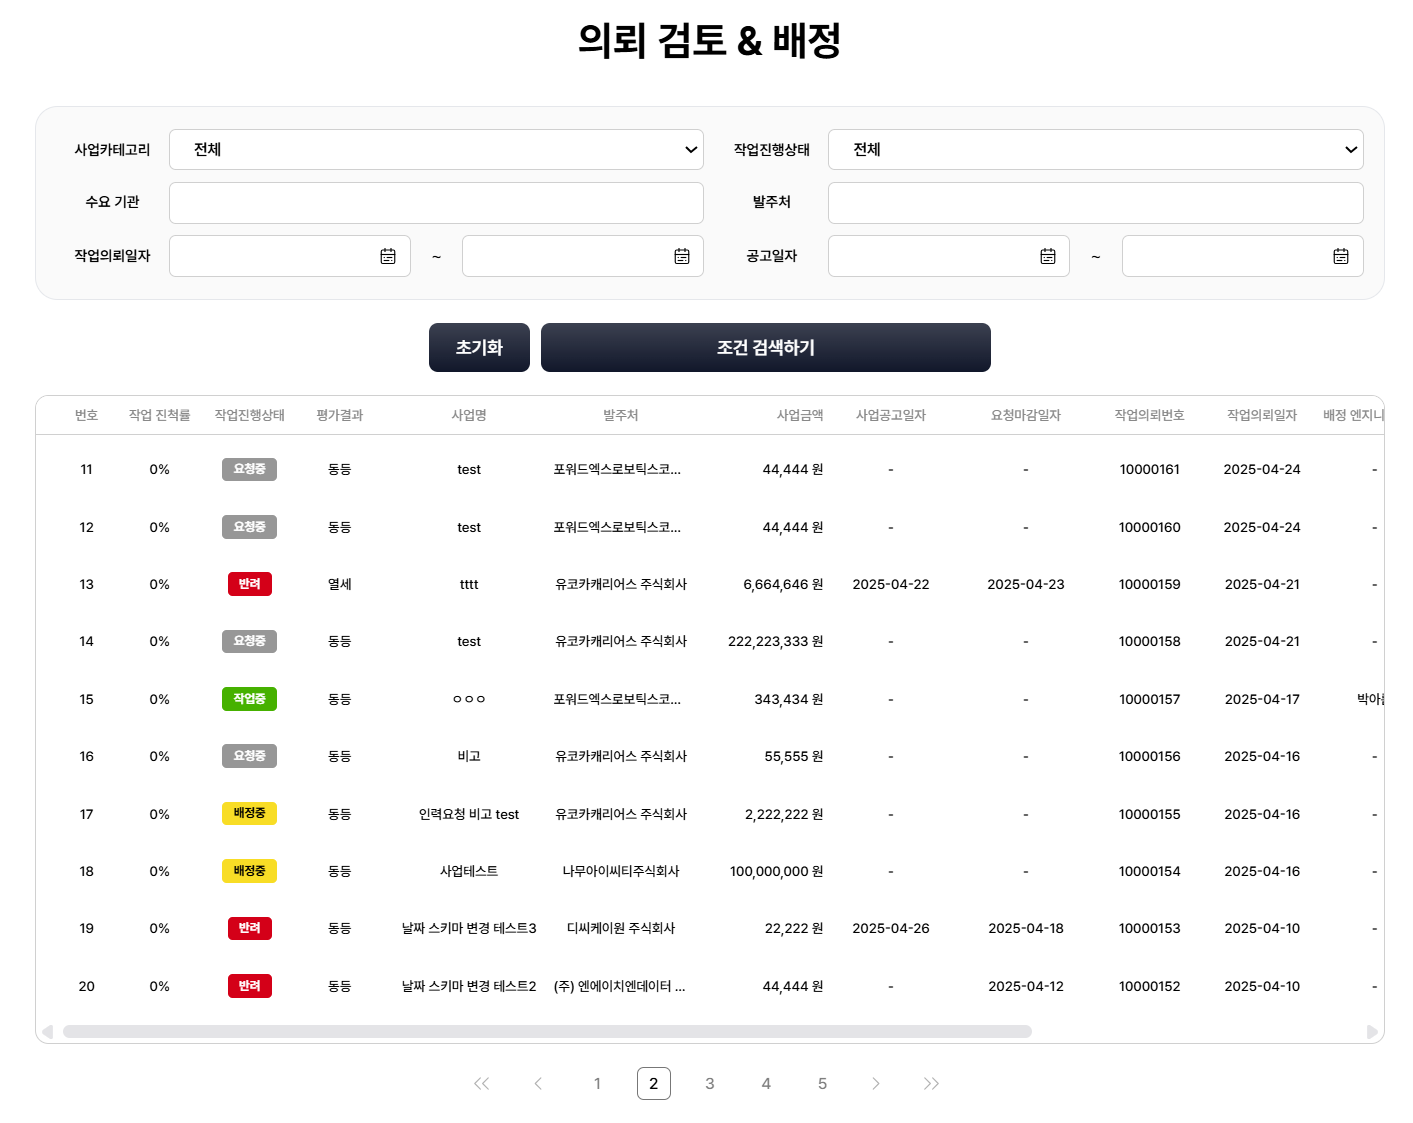 의뢰 검토 & 배정
사업카테고리 전체 작업진행상태 전체
수요 기관 발주처
작업의뢰일자 ~ 공고일자 ~
초기화 조건 검색하기
번호 작업 진척률 작업진행상태 평가결과 사업명 발주처 사업금액 사업공고일자 요청마감일자 작업의뢰번호 작업의뢰일자 배정 엔지니
11 0% 요청중 동등 test 포워드엑스로보틱스코... 44,444 원 - - 10000161 2025-04-24 -
12 0% 요청중 동등 test 포워드엑스로보틱스코... 44,444 원 - - 10000160 2025-04-24 -
13 0% 반려 열세 tttt 유코카캐리어스 주식회사 6,664,646 원 2025-04-22 2025-04-23 10000159 2025-04-21 -
14 0% 요청중 동등 test 유코카캐리어스 주식회사 222,223,333 원 - - 10000158 2025-04-21 -
15 0% 작업중 동등 ㅇㅇㅇ 포워드엑스로보틱스코... 343,434 원 - - 10000157 2025-04-17
16 0% 요청중 동등 비고 유코카캐리어스 주식회사 55,555 원 - - 10000156 2025-04-16 -
17 0% 배정중 동등 인력요청 비고 test 유코카캐리어스 주식회사 2,222,222 원 - - 10000155 2025-04-16 -
18 0% 배정중 동등 사업테스트 나무아이씨티주식회사 100,000,000 원 - - 10000154 2025-04-16 -
19 0% 반려 동등 날짜 스키마 변경 테스트3 디씨케이원 주식회사 22,222 원 2025-04-26 2025-04-18 10000153 2025-04-10 -
20 0% 반려 동등 날짜 스키마 변경 테스트2 (주) 엔에이치엔데이터 ... 44,444 원 - 2025-04-12 10000152 2025-04-10 -
1 2 3 4 5